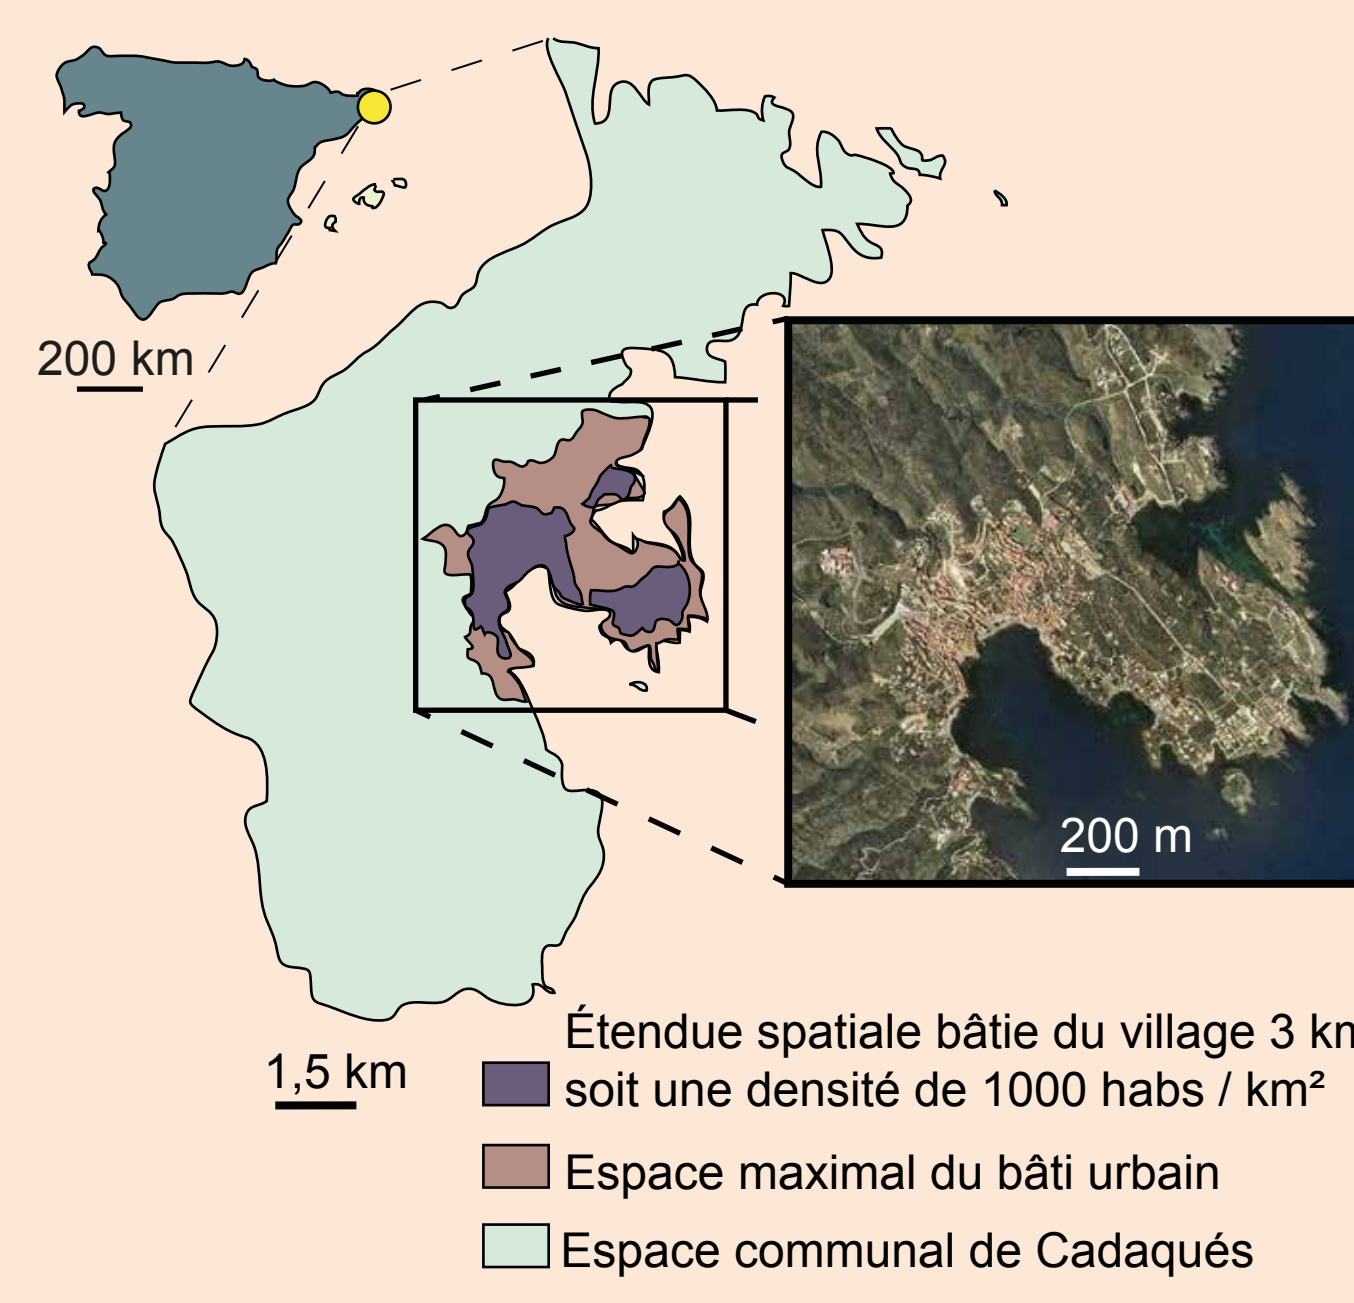 200 km
200 m
1,5 km
Étendue spatiale bâtie du village 3
soit une densité de 1000 habs / km²
Espace maximal du bâti urbain
Espace communal de Cadaqués